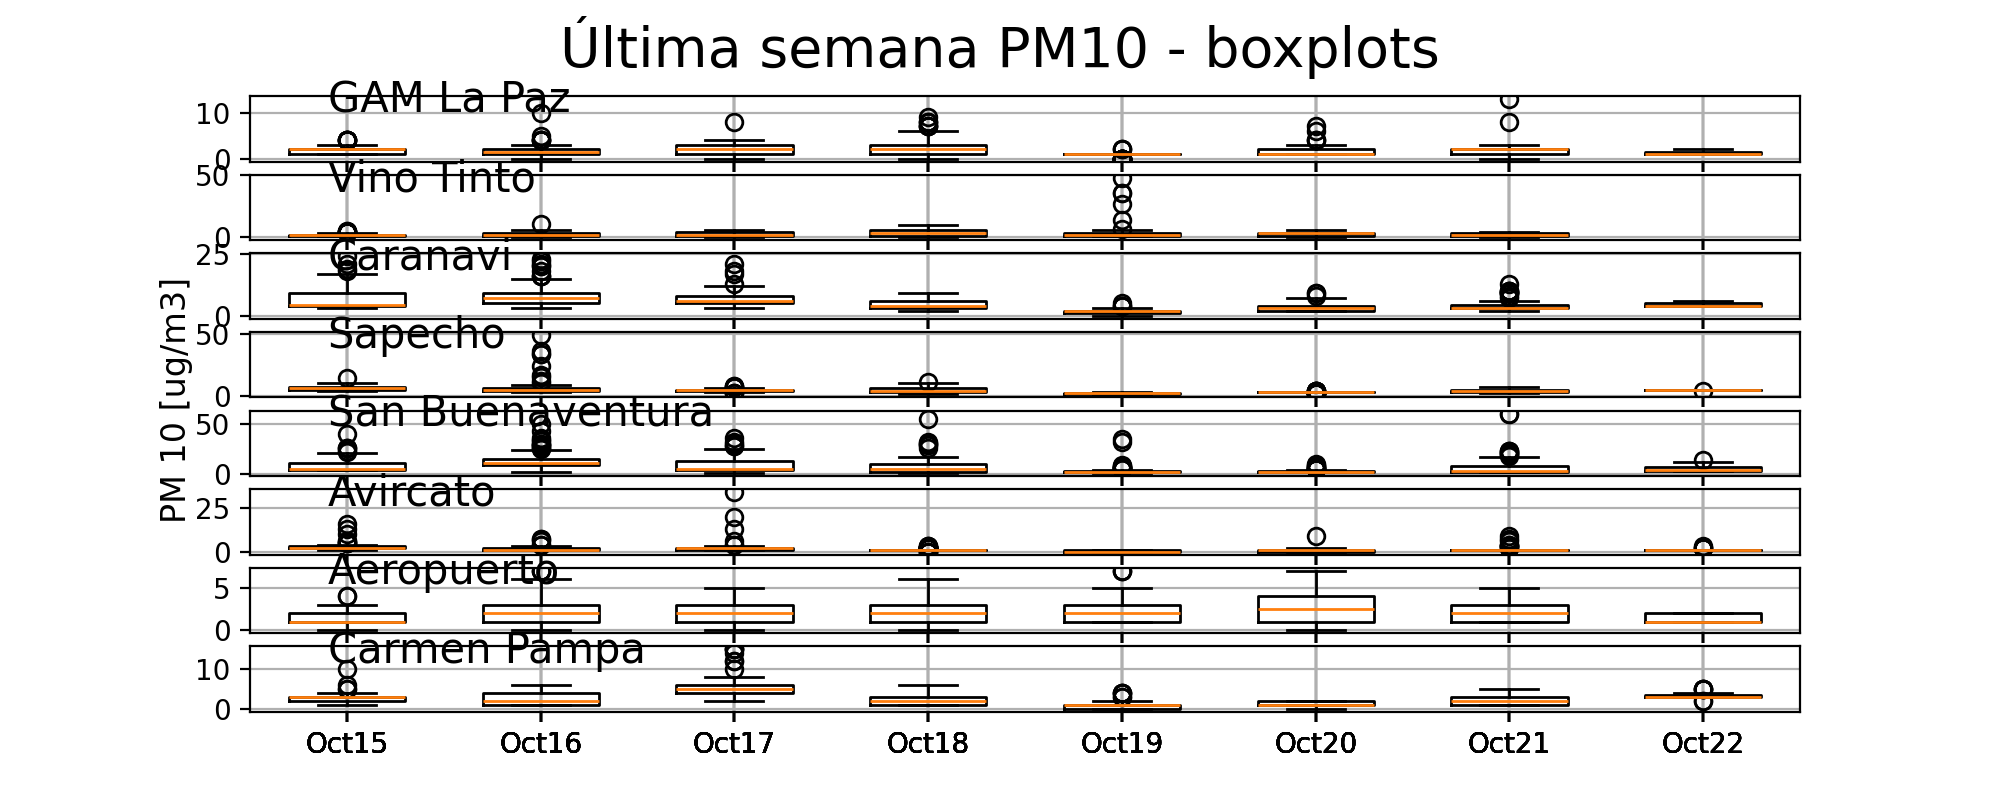 Última semana PM10 - boxplots
PM 10 [ug/m3]
GAM La Paz
10
0
Vino Tinto
50
0
Caranavi
25
0
Sapecho
50
0
San Buenaventura
50
0
Avircato
25
0
Aeropuerto
5
0
Carmen Pampa
10
0
Oct15 Oct16 Oct17 Oct18 Oct19 Oct20 Oct21 Oct22